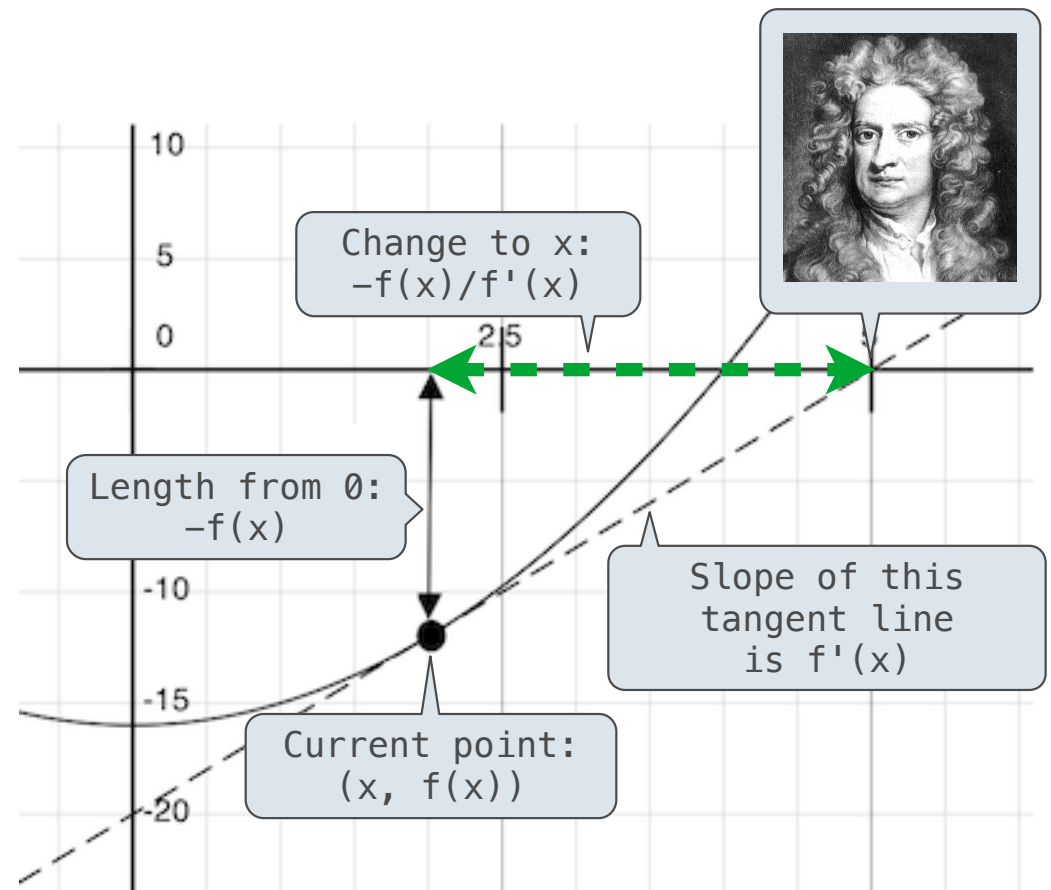 10
Change to x:
−f(x)/f'(x)
5
0
2.5
Length from 0:
−f(x)
-10
Slope of this
tangent line
is f'(x)
-15
Current point:
(x, f(x))
-20